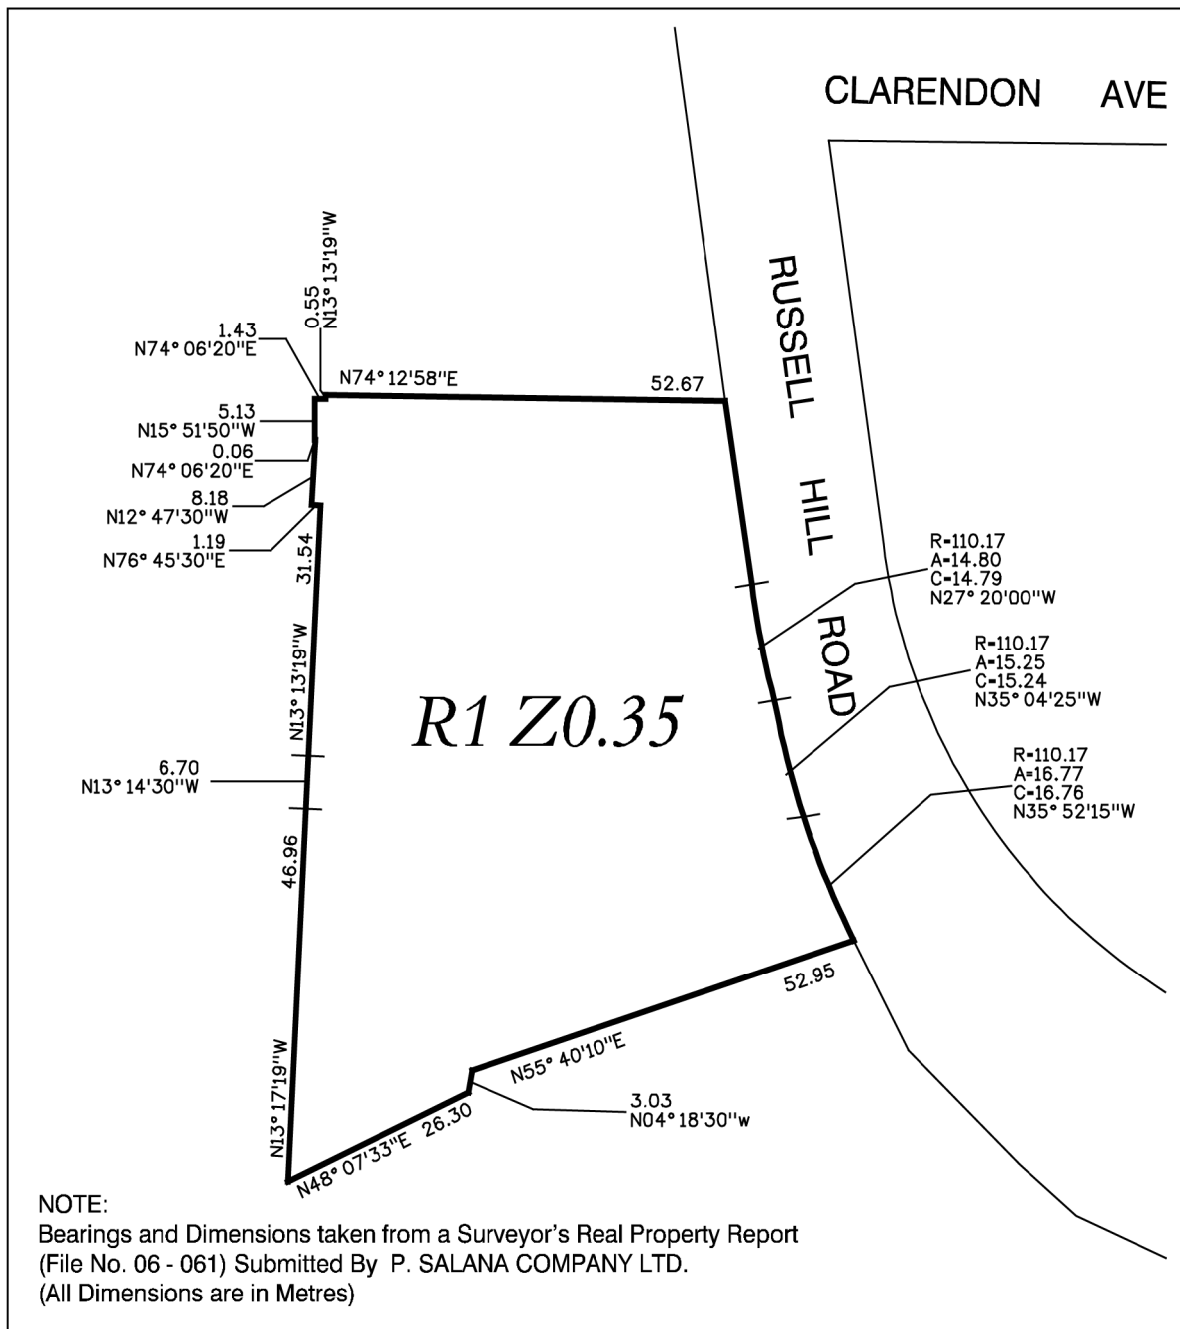 CLARENDON AVE
RUSSELL HILL ROAD
0.55
N13° 13'19"W
1.43
N74° 06'20"E
N74° 12'58"E
52.67
5.13
N15° 51'50"W
0.06
N74° 06'20"E
8.18
N12° 47'30"W
1.19
N76° 45'30"E
31.54
N13° 13'19"W
R-110.17
A-14.80
C-14.79
N27° 20'00"W
R-110.17
A-15.25
C-15.24
N35° 04'25"W
R1 Z0.35
6.70
N13° 14'30"W
R-110.17
A-16.77
C-16.76
N35° 52'15"W
46.96
N13° 17'19"W
52.95
N55° 40'10"E
3.03
N04° 18'30"w
26.30
N48° 07'33"E
NOTE:
Bearings and Dimensions taken from a Surveyor's Real Property Report
(File No. 06 - 061) Submitted By P. SALANA COMPANY LTD.
(All Dimensions are in Metres)